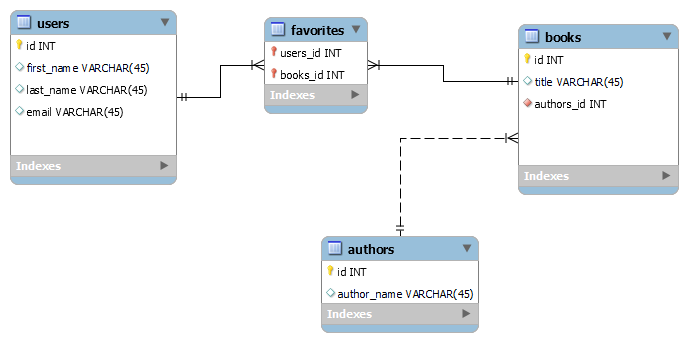 users
id INT
first_name VARCHAR(45)
last_name VARCHAR(45)
email VARCHAR(45)
Indexes
favorites
users_id INT
books_id INT
Indexes
books
id INT
title VARCHAR(45)
authors_id INT
Indexes
authors
id INT
author_name VARCHAR(45)
Indexes